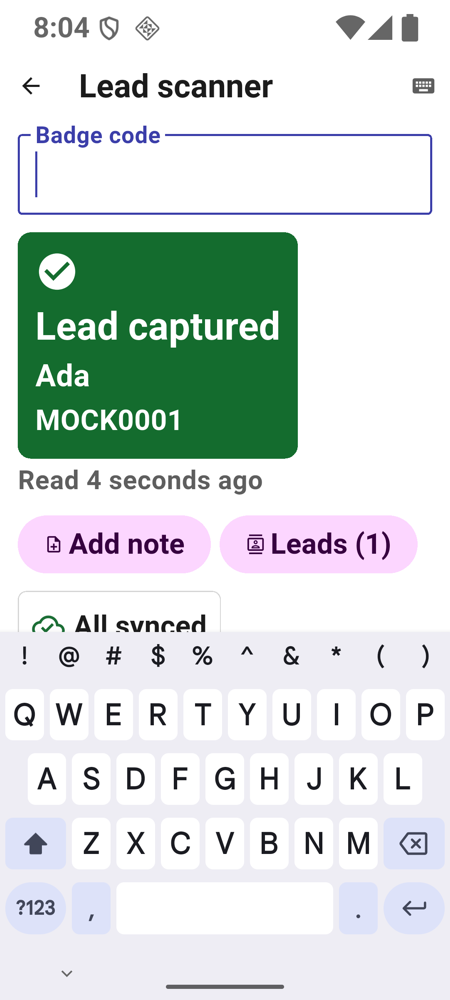 8:04
Lead scanner
Badge code
Lead captured
Ada
MOCK0001
Read 4 seconds ago
Add note
Leads (1)
All synced
! @ # $ % ^ & * ( )
Q W E R T Y U I O P
A S D F G H J K L
Z X C V B N M
?123 , .